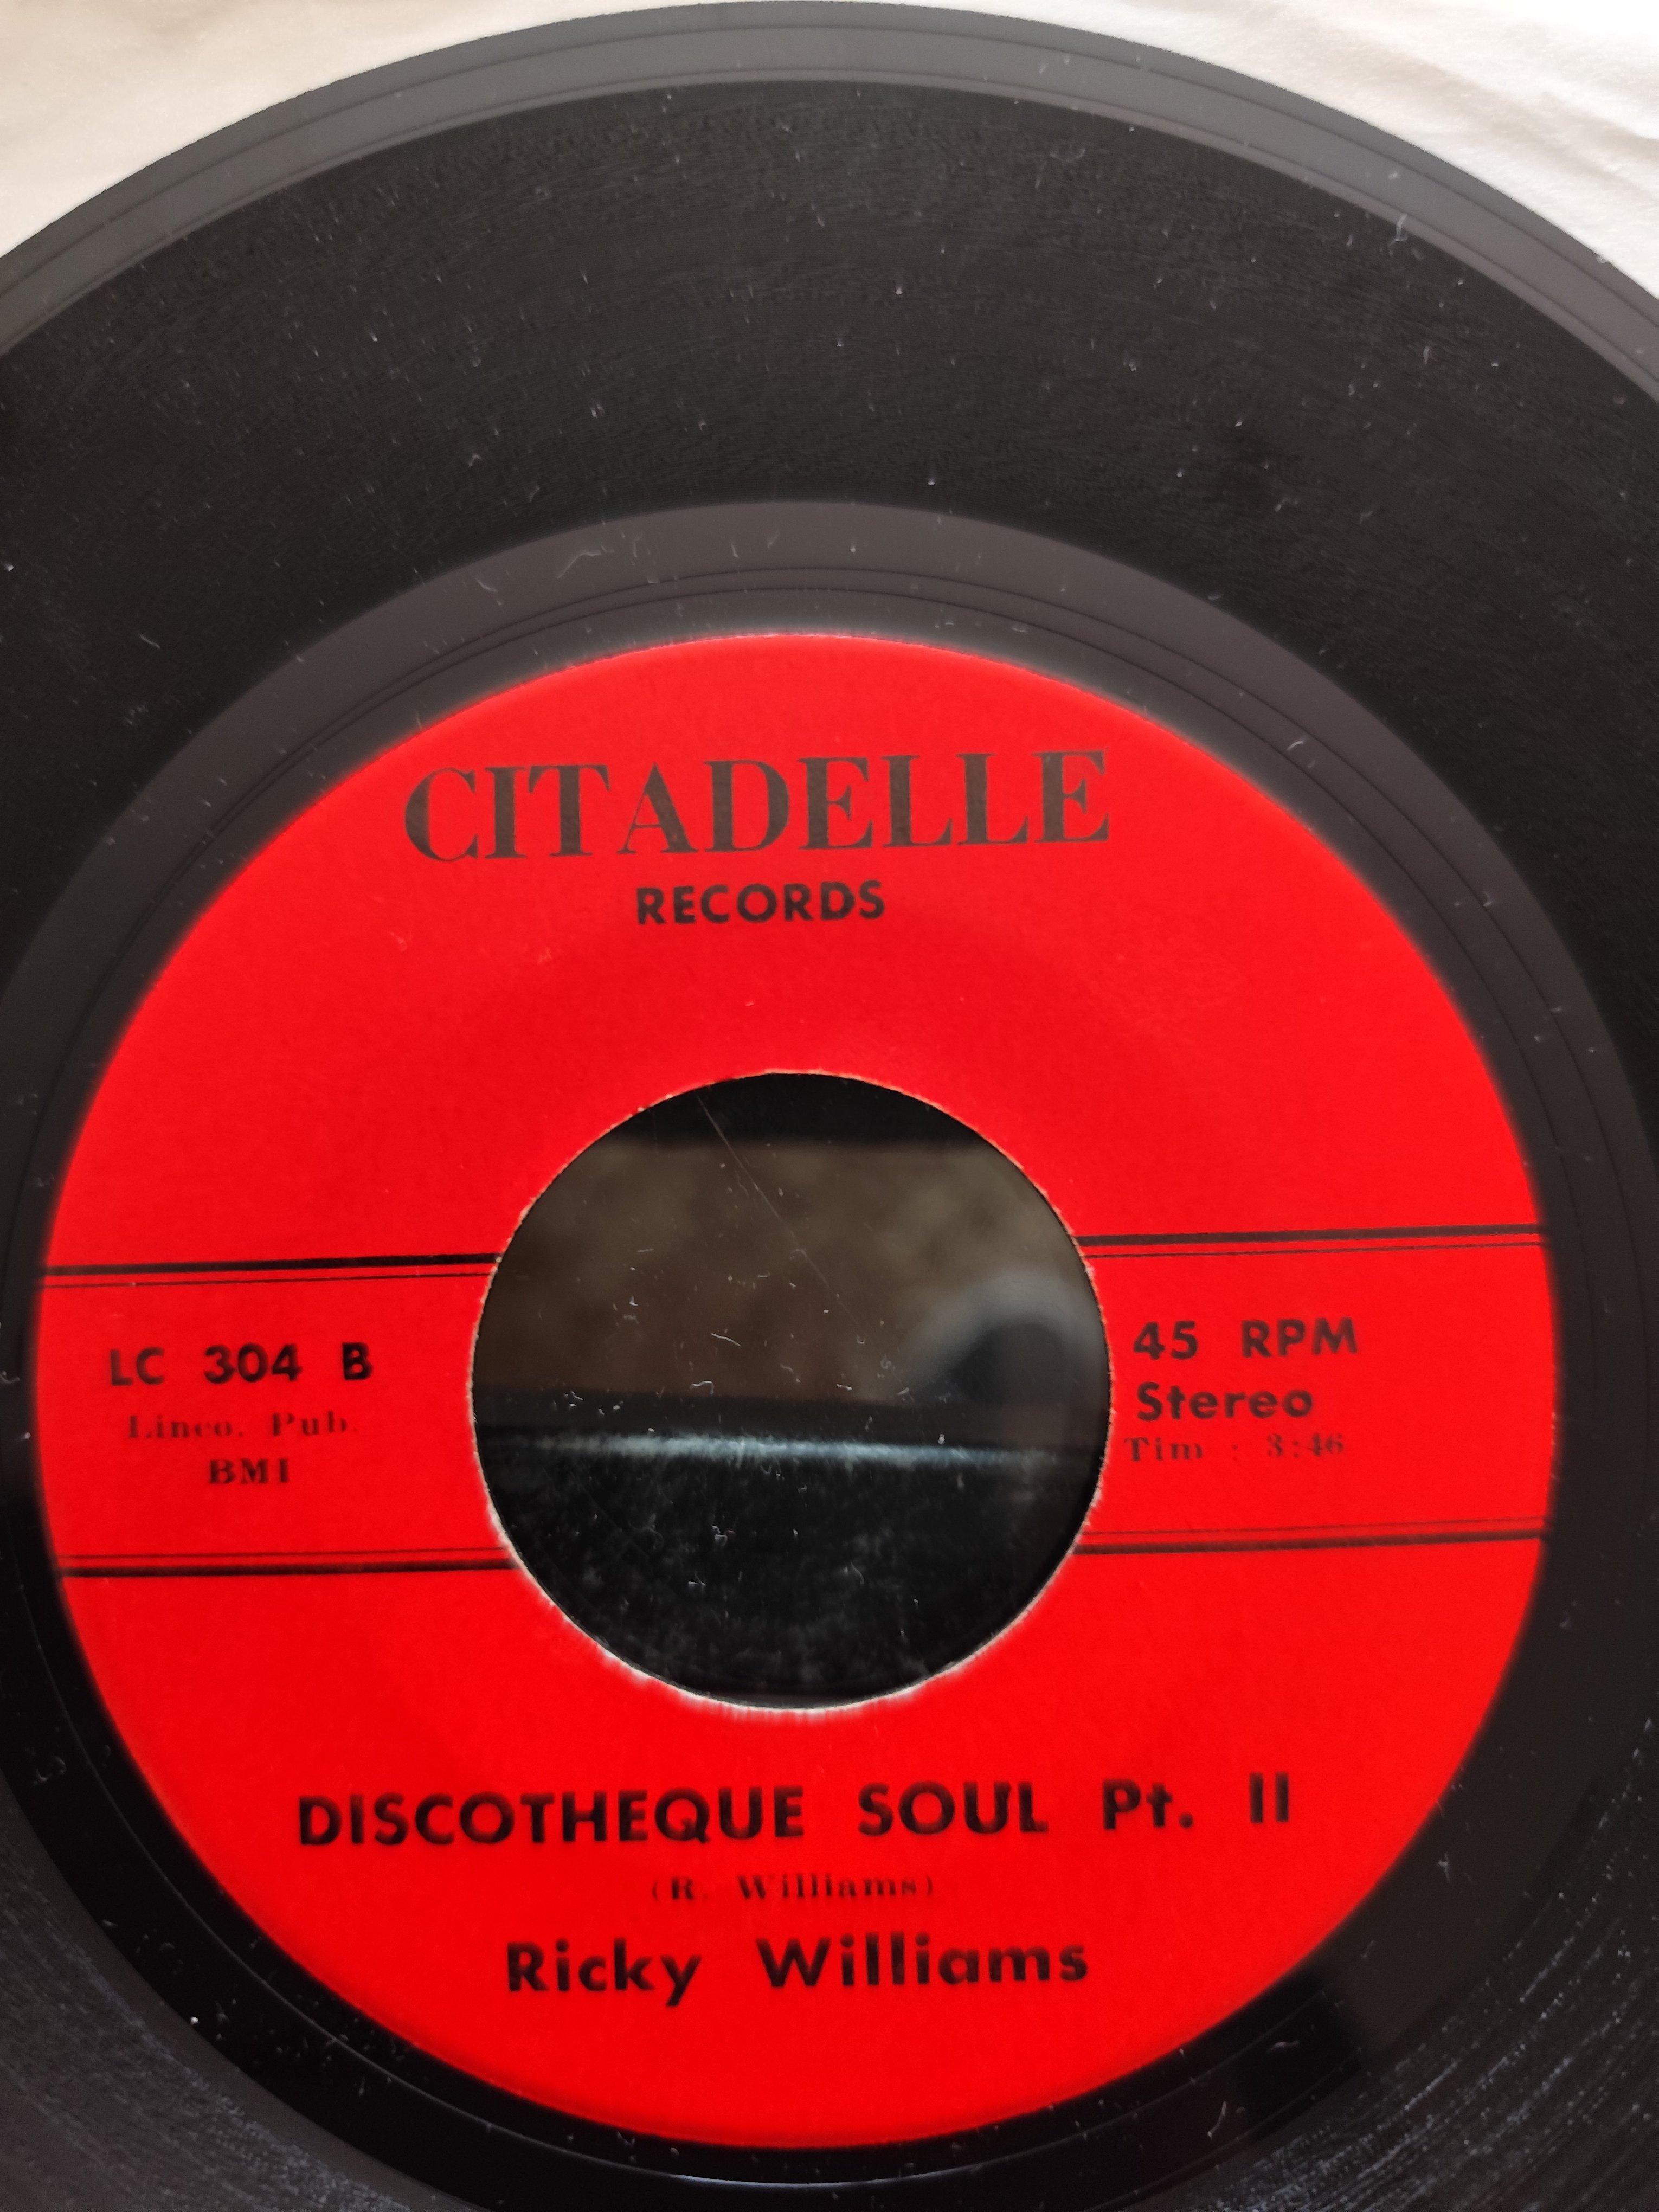 CITADELLE
RECORDS
LC 304 B
Linco. Pub.
BMI
45 RPM
Stereo
Tim : 3:46
DISCOTHEQUE SOUL Pt. II
(R. Williams)
Ricky Williams